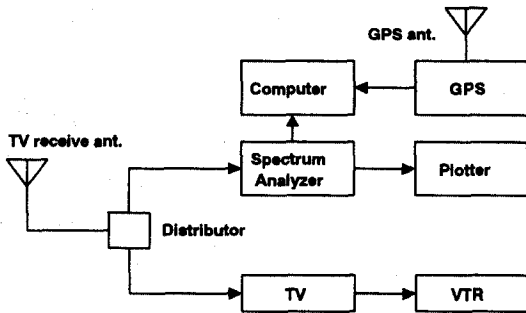 GPS ant.
Computer
GPS
TV receive ant.
Spectrum
Analyzer
Plotter
Distributor
TV
VTR